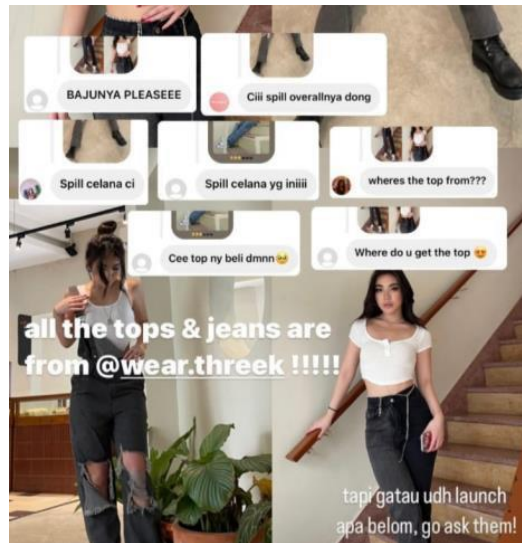 BAJUNYA PLEASEEE
Ciii spill overallnya dong
Spill celana ci
Spill celana yg iniiii
wheres the top from???
Cee top ny beli dmnn🥹
Where do u get the top 😍
all the tops & jeans are
from @wear.threek !!!!!
tapi gatau udh launch
apa belom, go ask them!